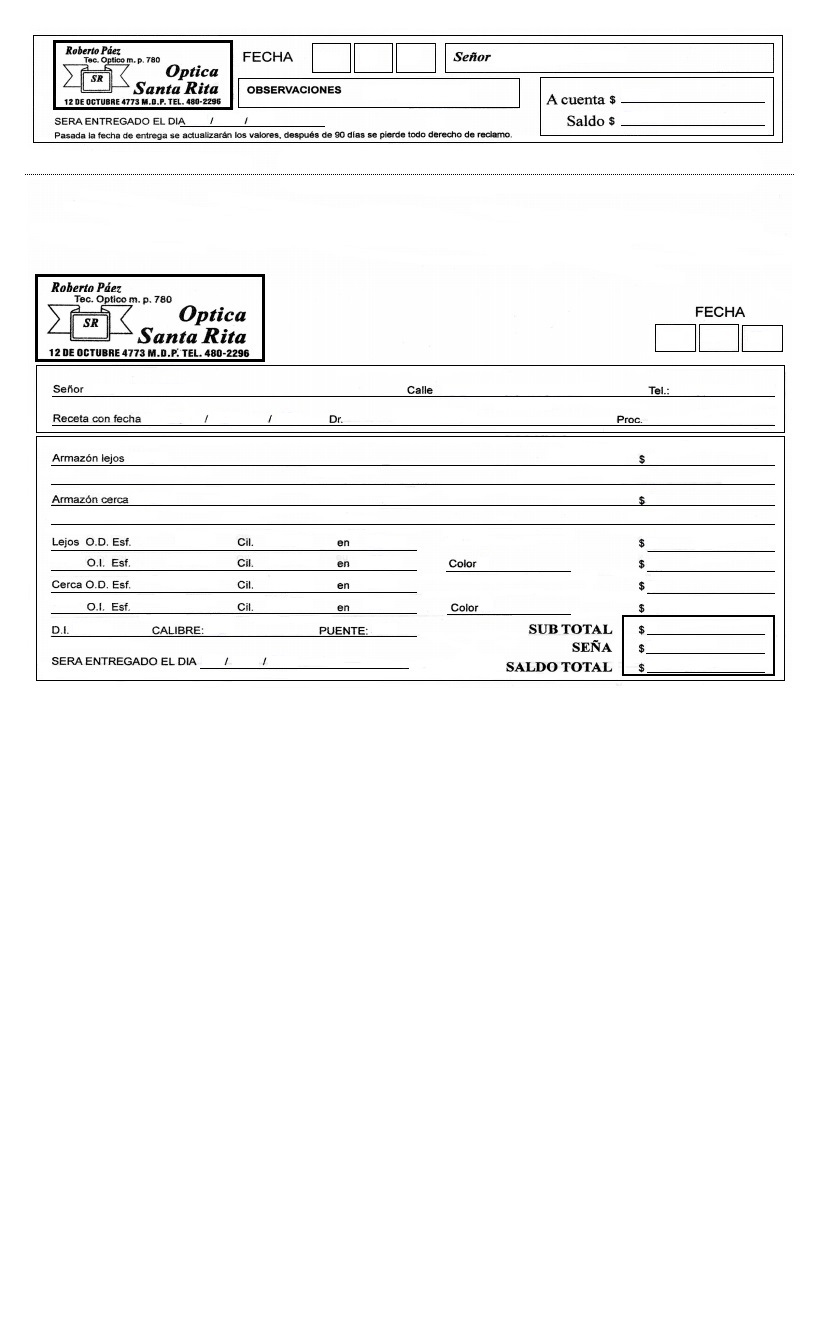 Roberto Páez
Tec. Optico m. p. 780
SR
Optica
Santa Rita
12 DE OCTUBRE 4773 M.D.P. TEL. 480-2296
FECHA
Señor
OBSERVACIONES
A cuenta $
Saldo $
SERA ENTREGADO EL DIA / /
Pasada la fecha de entrega se actualizarán los valores, después de 90 días se pierde todo derecho de reclamo.
Roberto Páez
Tec. Optico m. p. 780
SR
Optica
Santa Rita
12 DE OCTUBRE 4773 M.D.P. TEL. 480-2296
FECHA
Señor Calle Tel.:
Receta con fecha / / Dr. Proc.
Armazón lejos $
Armazón cerca $
Lejos O.D. Esf. Cil. en $
O.I. Esf. Cil. en Color $
Cerca O.D. Esf. Cil. en $
O.I. Esf. Cil. en Color $
D.I. CALIBRE: PUENTE: SUB TOTAL $
SEÑA $
SERA ENTREGADO EL DIA / / SALDO TOTAL $